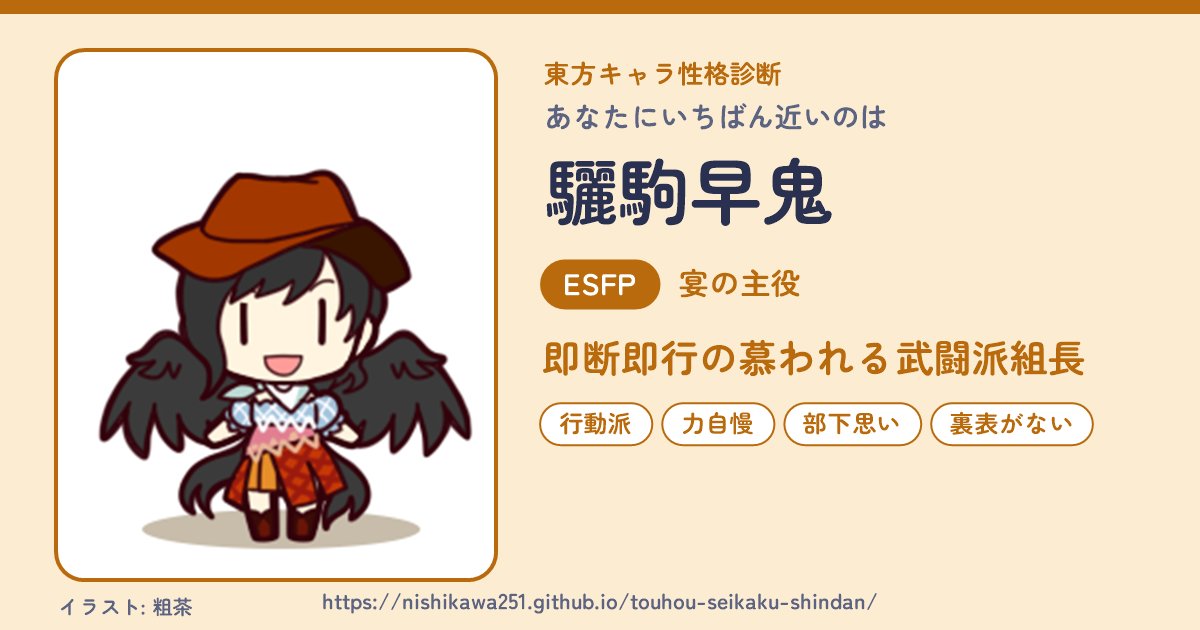 東方キャラ性格診断
あなたにいちばん近いのは
驪駒早鬼
ESFP 宴の主役
即断即行の慕われる武闘派組長
行動派 力自慢 部下思い 裏表がない
イラスト: 粗茶
https://nishikawa251.github.io/touhou-seikaku-shindan/